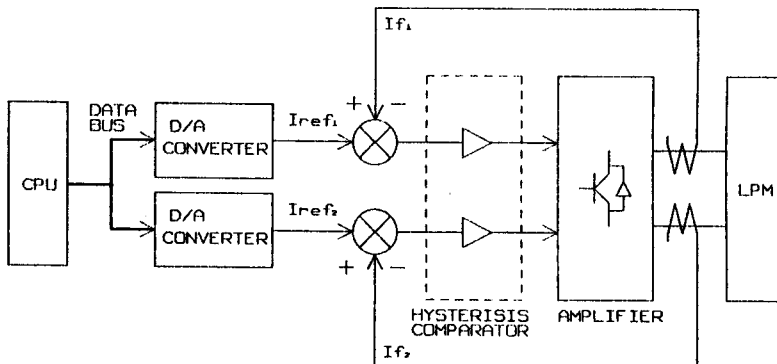 If₁
DATA
BUS
D/A
CONVERTER
Iref₁
+
−
CPU
LPM
D/A
CONVERTER
Iref₂
+
−
HYSTERISIS
COMPARATOR
AMPLIFIER
If₂